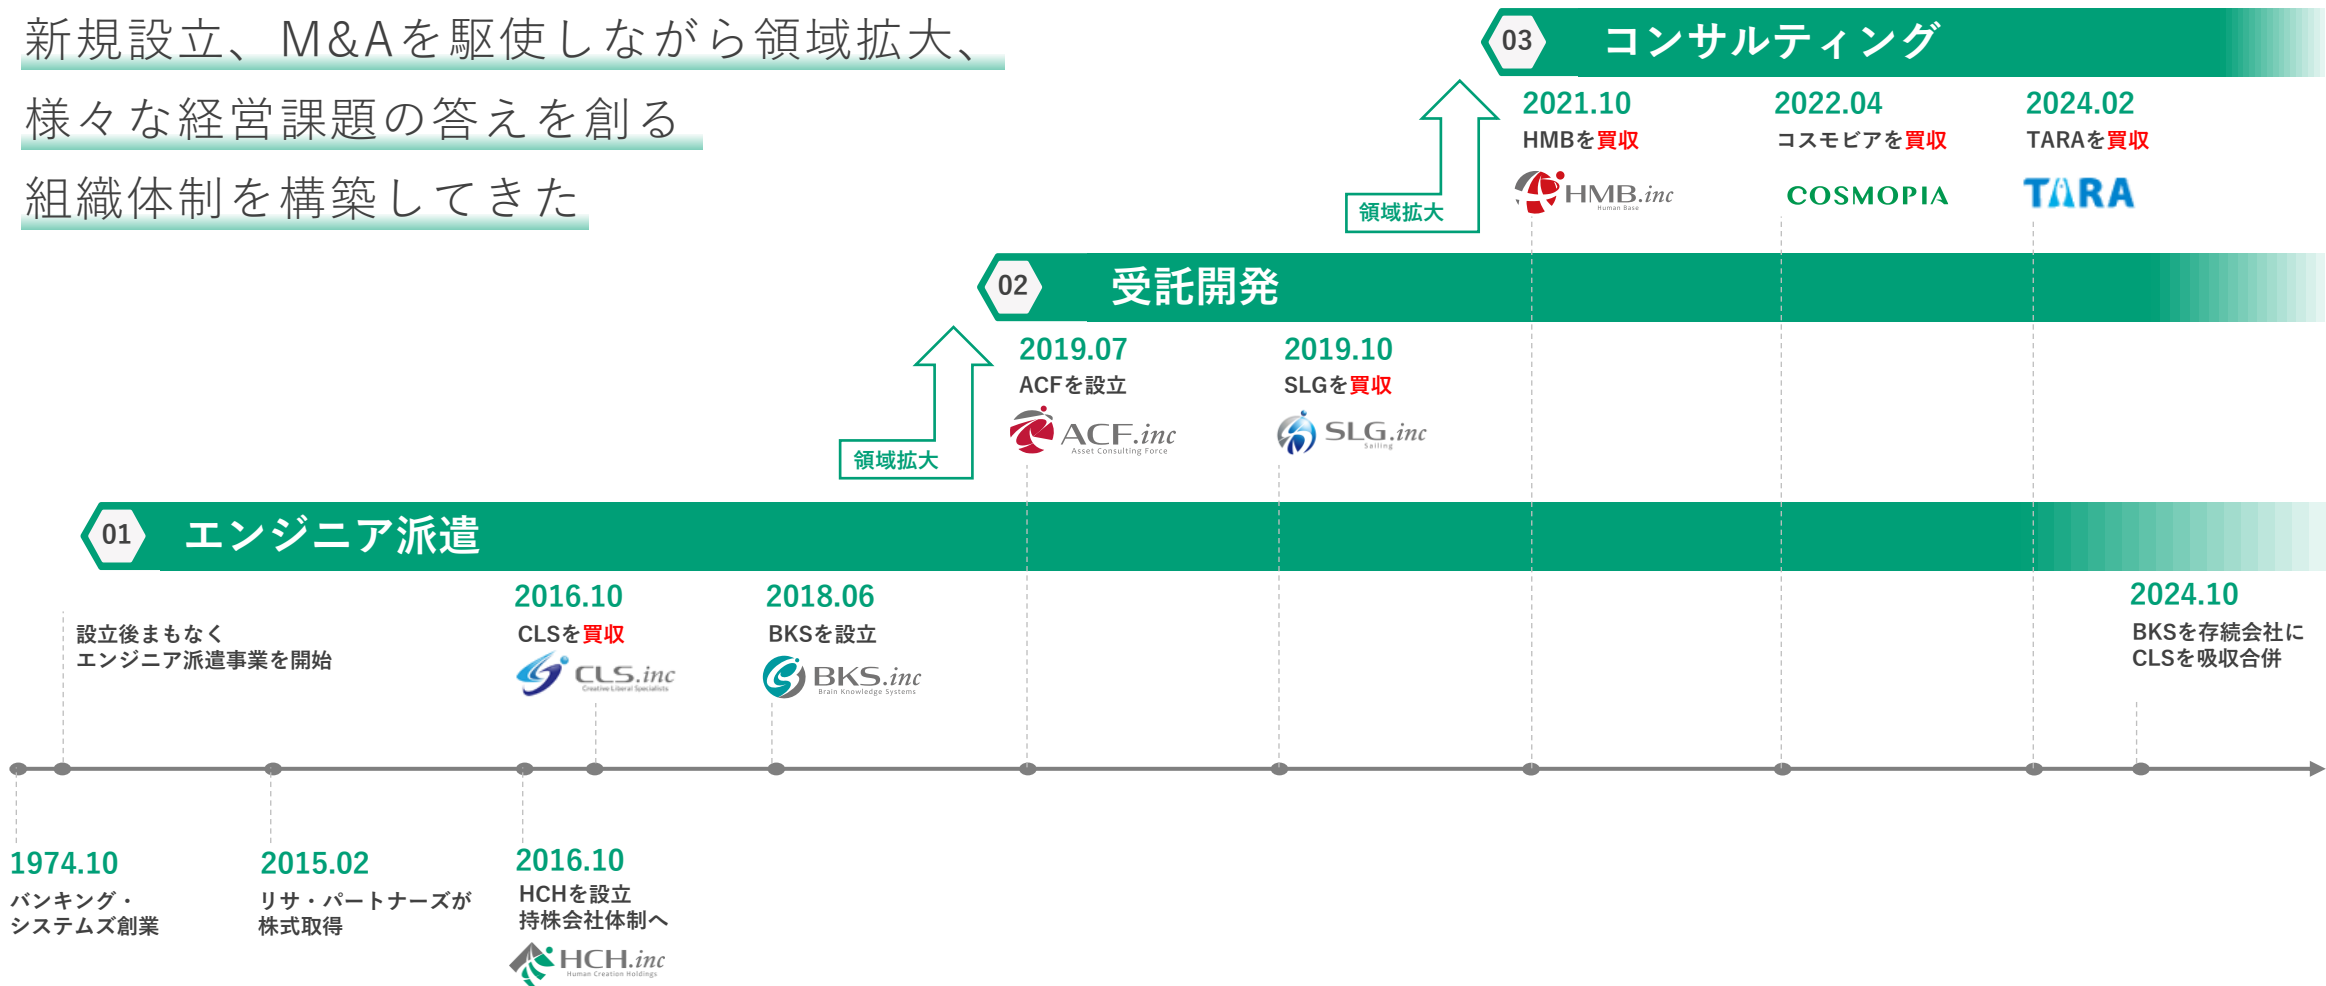 新規設立、M&Aを駆使しながら領域拡大、
様々な経営課題の答えを創る
組織体制を構築してきた
03
コンサルティング
2021.10
HMBを買収
HMB.inc
Human Base
2022.04
コスモビアを買収
COSMOPIA
2024.02
TARAを買収
TARA
領域拡大
02
受託開発
2019.07
ACFを設立
ACF.inc
Asset Consulting Force
2019.10
SLGを買収
SLG.inc
Sailing
領域拡大
01
エンジニア派遣
設立後まもなく
エンジニア派遣事業を開始
2016.10
CLSを買収
CLS.inc
Creative Liberal Specialists
2018.06
BKSを設立
BKS.inc
Brain Knowledge Systems
2024.10
BKSを存続会社に
CLSを吸収合併
1974.10
バンキング・
システムズ創業
2015.02
リサ・パートナーズが
株式取得
2016.10
HCHを設立
持株会社体制へ
HCH.inc
Human Creation Holdings